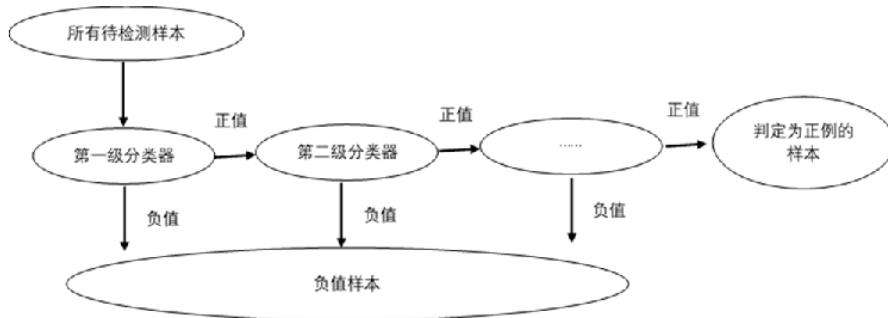 所有待检测样本
正值
正值
正值
第一级分类器
第二级分类器
……
判定为正例的
样本
负值
负值
负值
负值样本